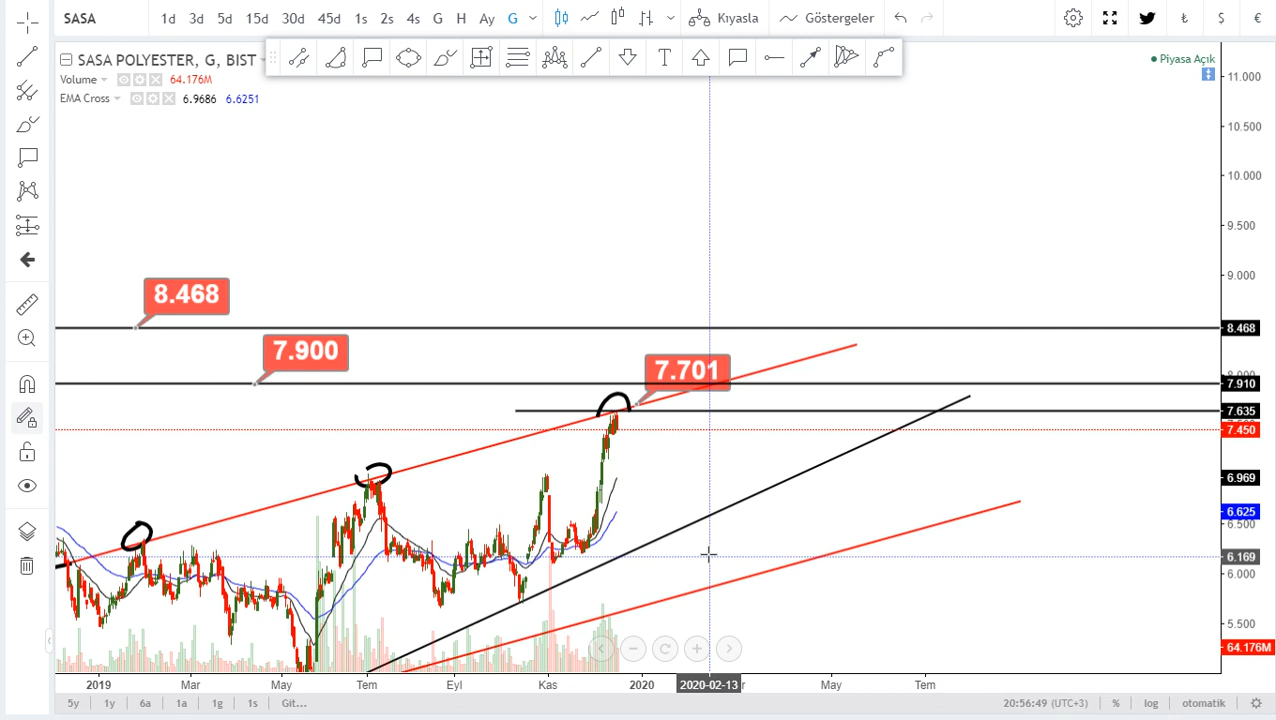 SASA
1d 3d 5d 15d 30d 45d 1s 2s 4s G H Ay G
Kıyasla
Göstergeler
₺ $ €
SASA POLYESTER, G, BIST
Volume 64.176M
EMA Cross 6.9686 6.6251
T
Piyasa Açık
11.000
10.500
10.000
9.500
9.000
8.468
8.468
7.900
7.701
7.910
7.635
7.450
6.969
6.625
6.500
6.169
6.000
5.500
64.176M
2019 Mar May Tem Eyl Kas 2020 2020-02-13 May Tem
5y 1y 6a 1a 1g 1s Git...
20:56:49 (UTC+3) % log otomatik